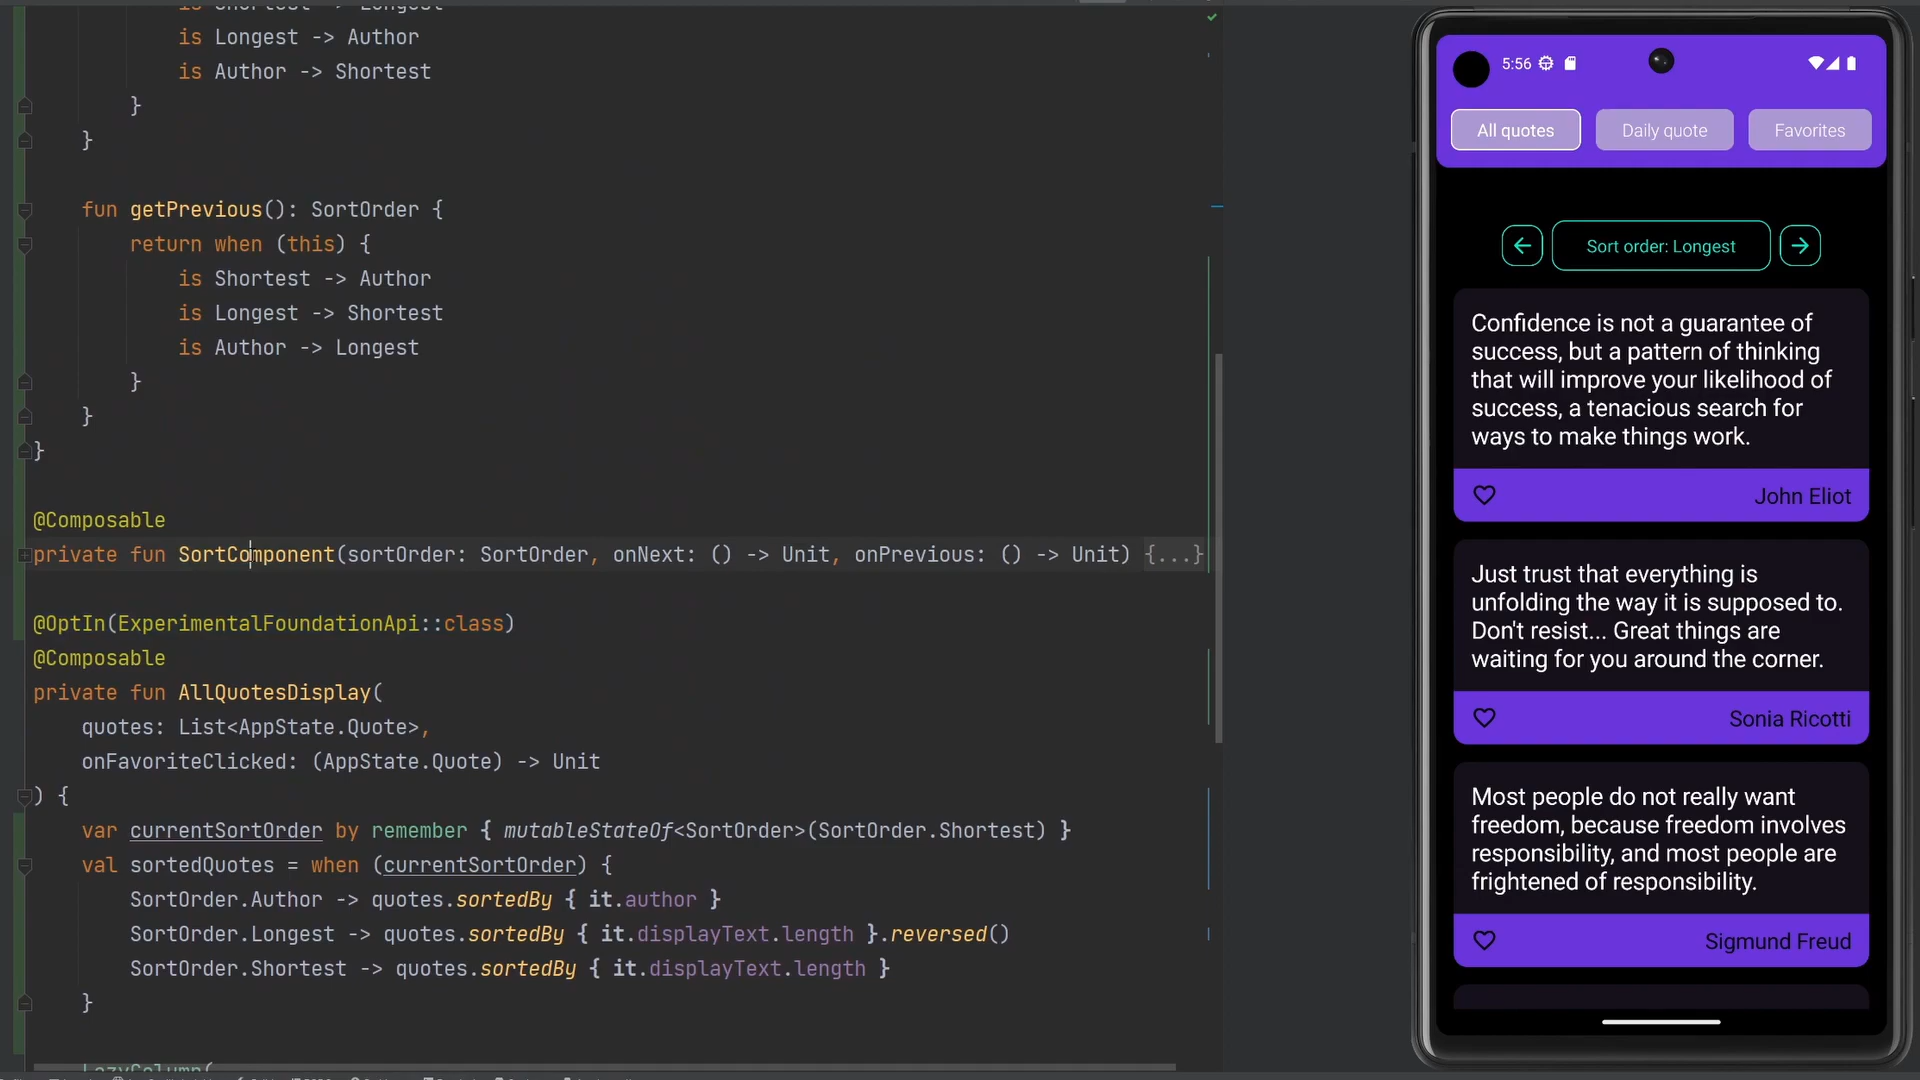 is Shortest -> Longest
is Longest -> Author
is Author -> Shortest
}
}
fun getPrevious(): SortOrder {
return when (this) {
is Shortest -> Author
is Longest -> Shortest
is Author -> Longest
}
}
}
@Composable
private fun SortComponent(sortOrder: SortOrder, onNext: () -> Unit, onPrevious: () -> Unit) {...}
@OptIn(ExperimentalFoundationApi::class)
@Composable
private fun AllQuotesDisplay(
quotes: List<AppState.Quote>,
onFavoriteClicked: (AppState.Quote) -> Unit
) {
var currentSortOrder by remember { mutableStateOf<SortOrder>(SortOrder.Shortest) }
val sortedQuotes = when (currentSortOrder) {
SortOrder.Author -> quotes.sortedBy { it.author }
SortOrder.Longest -> quotes.sortedBy { it.displayText.length }.reversed()
SortOrder.Shortest -> quotes.sortedBy { it.displayText.length }
}
LazyColumn(
5:56
All quotes
Daily quote
Favorites
Sort order: Longest
Confidence is not a guarantee of
success, but a pattern of thinking
that will improve your likelihood of
success, a tenacious search for
ways to make things work.
John Eliot
Just trust that everything is
unfolding the way it is supposed to.
Don't resist... Great things are
waiting for you around the corner.
Sonia Ricotti
Most people do not really want
freedom, because freedom involves
responsibility, and most people are
frightened of responsibility.
Sigmund Freud